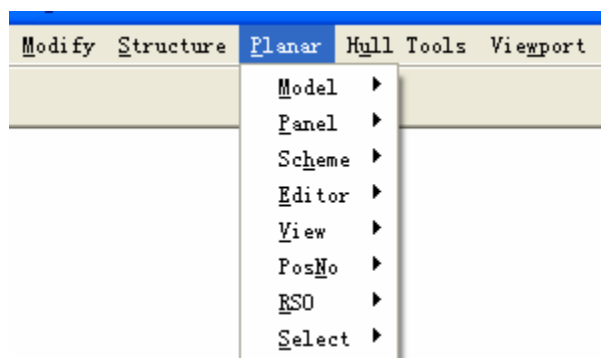 Modify Structure Planar Hull Tools Viewport
Model
Panel
Scheme
Editor
View
PosNo
RSO
Select